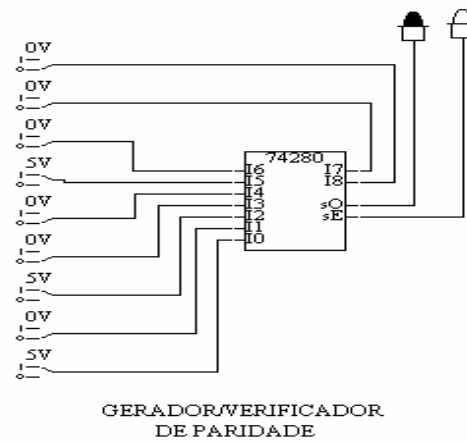 0V
0V
0V
5V
0V
0V
5V
0V
5V
74280
I6 I7
I5 I8
I4
I3 sO
I2 sE
I1
I0
GERADOR/VERIFICADOR
DE PARIDADE